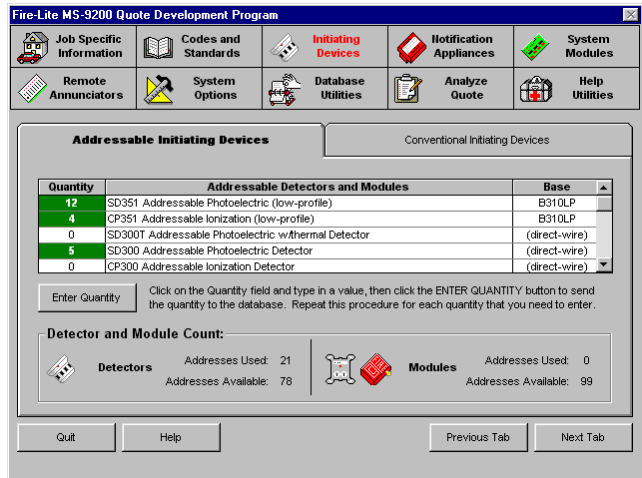 Fire-Lite MS-9200 Quote Development Program
Job Specific Information
Codes and Standards
Initiating Devices
Notification Appliances
System Modules
Remote Annunciators
System Options
Database Utilities
Analyze Quote
Help Utilities
Addressable Initiating Devices
Conventional Initiating Devices
Quantity Addressable Detectors and Modules Base
12 SD351 Addressable Photoelectric (low-profile) B310LP
4 CP351 Addressable Ionization (low-profile) B310LP
0 SD300T Addressable Photoelectric w/thermal Detector (direct-wire)
5 SD300 Addressable Photoelectric Detector (direct-wire)
0 CP300 Addressable Ionization Detector (direct-wire)
Enter Quantity
Click on the Quantity field and type in a value, then click the ENTER QUANTITY button to send
the quantity to the database. Repeat this procedure for each quantity that you need to enter.
Detector and Module Count:
Detectors
Addresses Used: 21
Addresses Available: 78
Modules
Addresses Used: 0
Addresses Available: 99
Quit
Help
Previous Tab
Next Tab